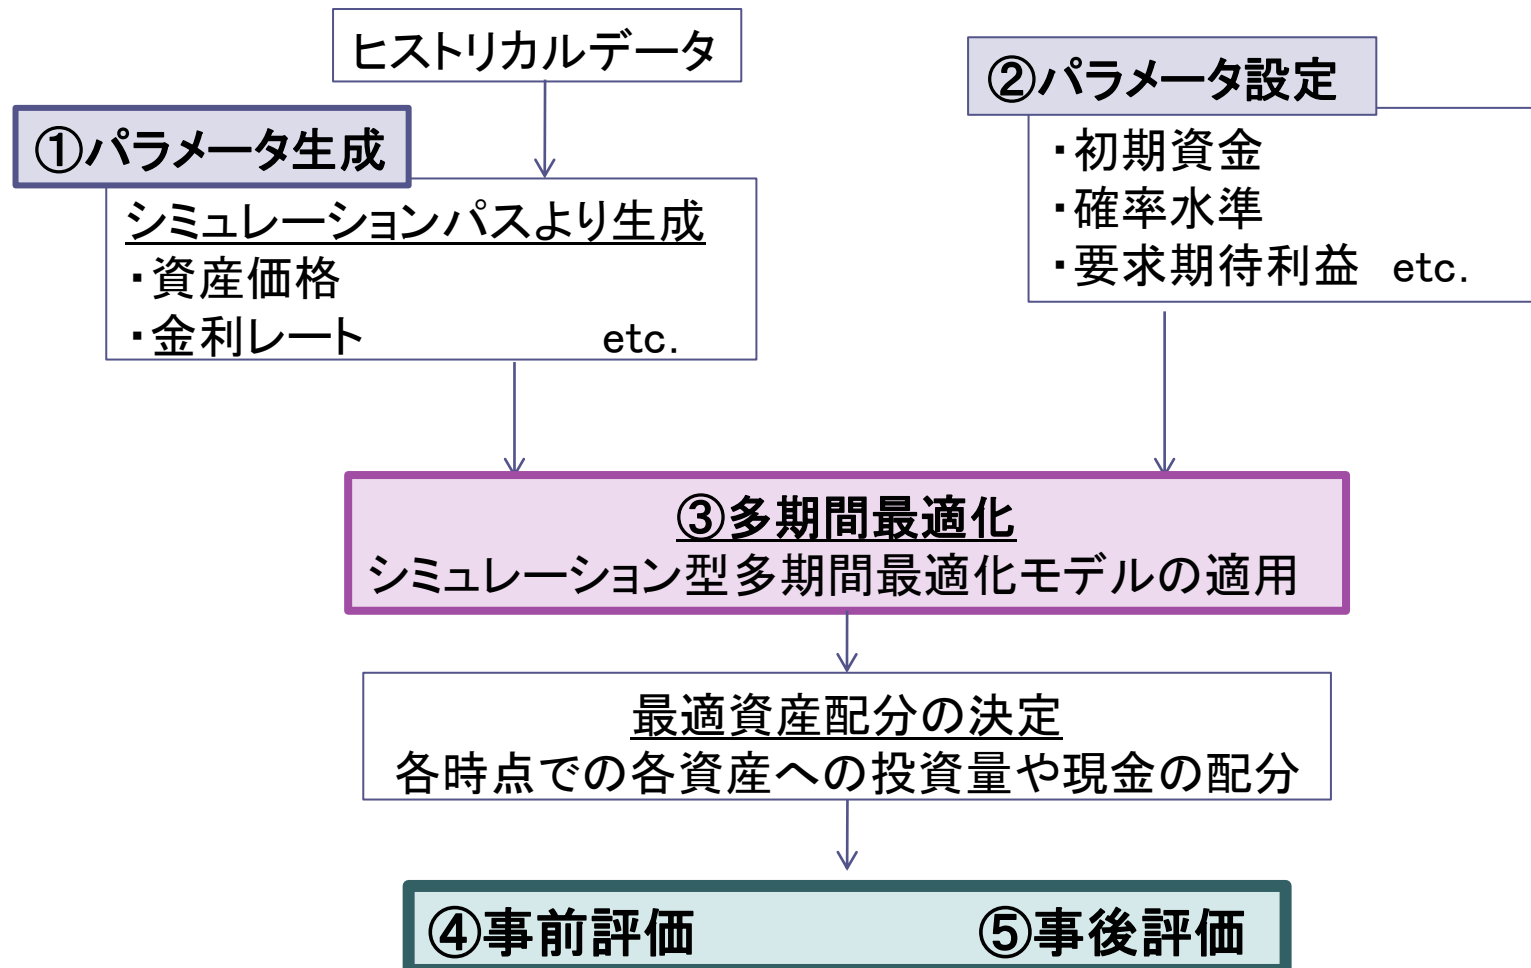 ヒストリカルデータ
①パラメータ生成
シミュレーションパスより生成
・資産価格
・金利レート etc.
②パラメータ設定
・初期資金
・確率水準
・要求期待利益 etc.
③多期間最適化
シミュレーション型多期間最適化モデルの適用
最適資産配分の決定
各時点での各資産への投資量や現金の配分
④事前評価 ⑤事後評価